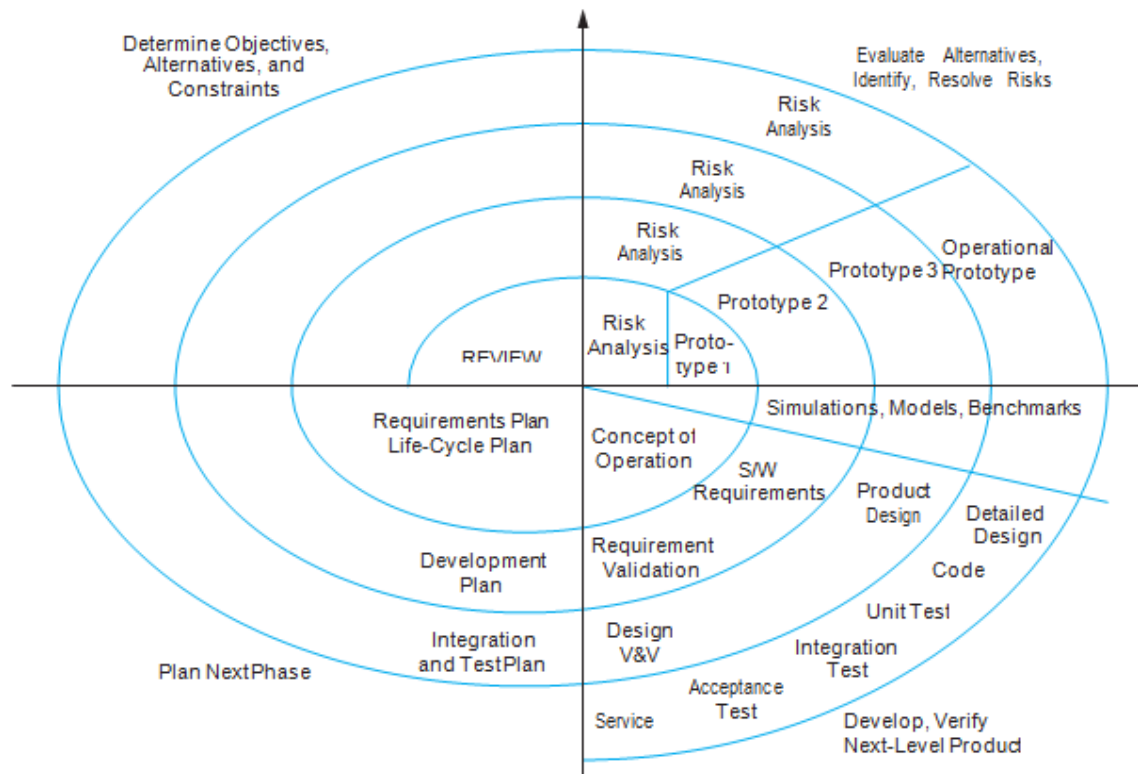 Determine Objectives,
Alternatives, and
Constraints
Evaluate Alternatives,
Identify, Resolve Risks
Risk
Analysis
Risk
Analysis
Risk
Analysis
Risk
Analysis
Operational
Prototype
Prototype 3
Prototype 2
Proto-
type 1
REVIEW
Simulations, Models, Benchmarks
Requirements Plan
Life-Cycle Plan
Concept of
Operation
S/W
Requirements
Product
Design
Detailed
Design
Development
Plan
Requirement
Validation
Code
Unit Test
Integration
and Test Plan
Design
V&V
Integration
Test
Acceptance
Test
Service
Plan Next Phase
Develop, Verify
Next-Level Product